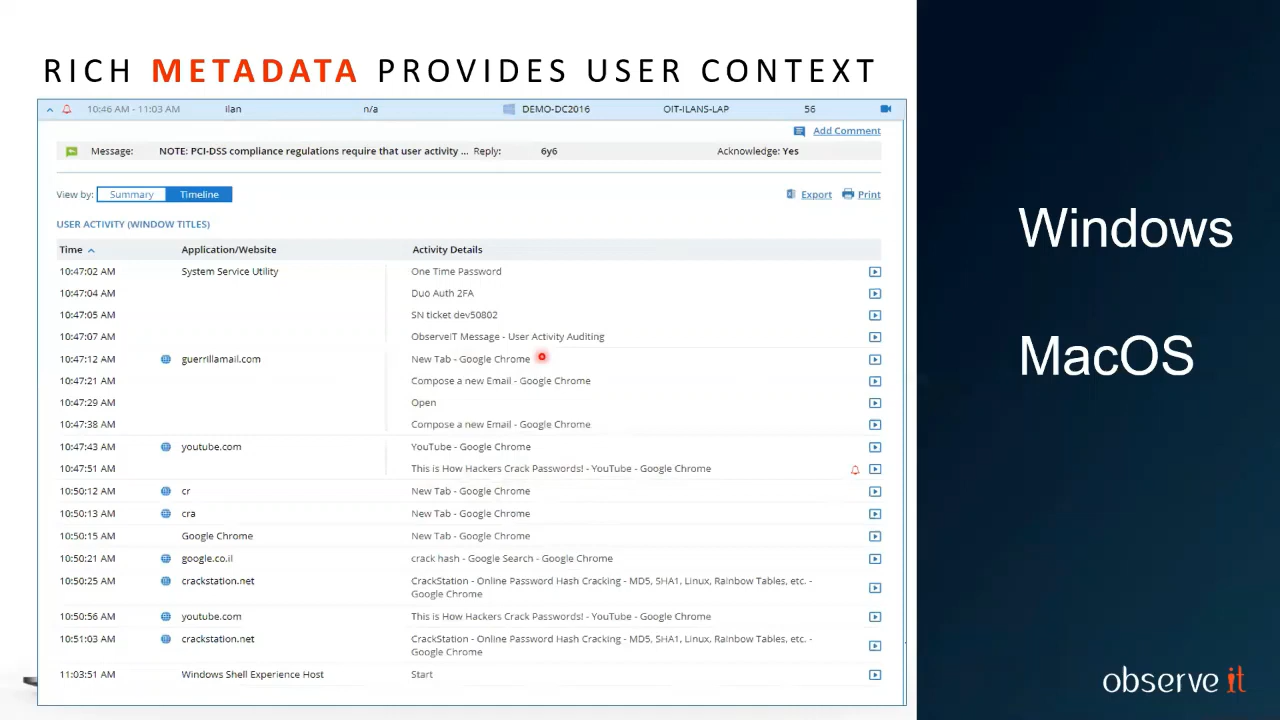 RICH METADATA PROVIDES USER CONTEXT
10:46 AM - 11:03 AM Ilan n/a DEMO-DC2016 OIT-ILANS-LAP 56
Add Comment
Message: NOTE: PCI-DSS compliance regulations require that user activity ... Reply: 6y6 Acknowledge: Yes
View by: Summary Timeline Export Print
USER ACTIVITY (WINDOW TITLES)
Time Application/Website Activity Details
10:47:02 AM System Service Utility One Time Password
10:47:04 AM Duo Auth 2FA
10:47:05 AM SN ticket dev50802
10:47:07 AM ObserveIT Message - User Activity Auditing
10:47:12 AM guerrillamail.com New Tab - Google Chrome
10:47:21 AM Compose a new Email - Google Chrome
10:47:29 AM Open
10:47:38 AM Compose a new Email - Google Chrome
10:47:43 AM youtube.com YouTube - Google Chrome
10:47:51 AM This is How Hackers Crack Passwords! - YouTube - Google Chrome
10:50:12 AM cr New Tab - Google Chrome
10:50:13 AM cra New Tab - Google Chrome
10:50:15 AM Google Chrome New Tab - Google Chrome
10:50:21 AM google.co.il crack hash - Google Search - Google Chrome
10:50:25 AM crackstation.net CrackStation - Online Password Hash Cracking - MD5, SHA1, Linux, Rainbow Tables, etc. -
Google Chrome
10:50:56 AM youtube.com This is How Hackers Crack Passwords! - YouTube - Google Chrome
10:51:03 AM crackstation.net CrackStation - Online Password Hash Cracking - MD5, SHA1, Linux, Rainbow Tables, etc. -
Google Chrome
11:03:51 AM Windows Shell Experience Host Start
Windows
MacOS
observe it